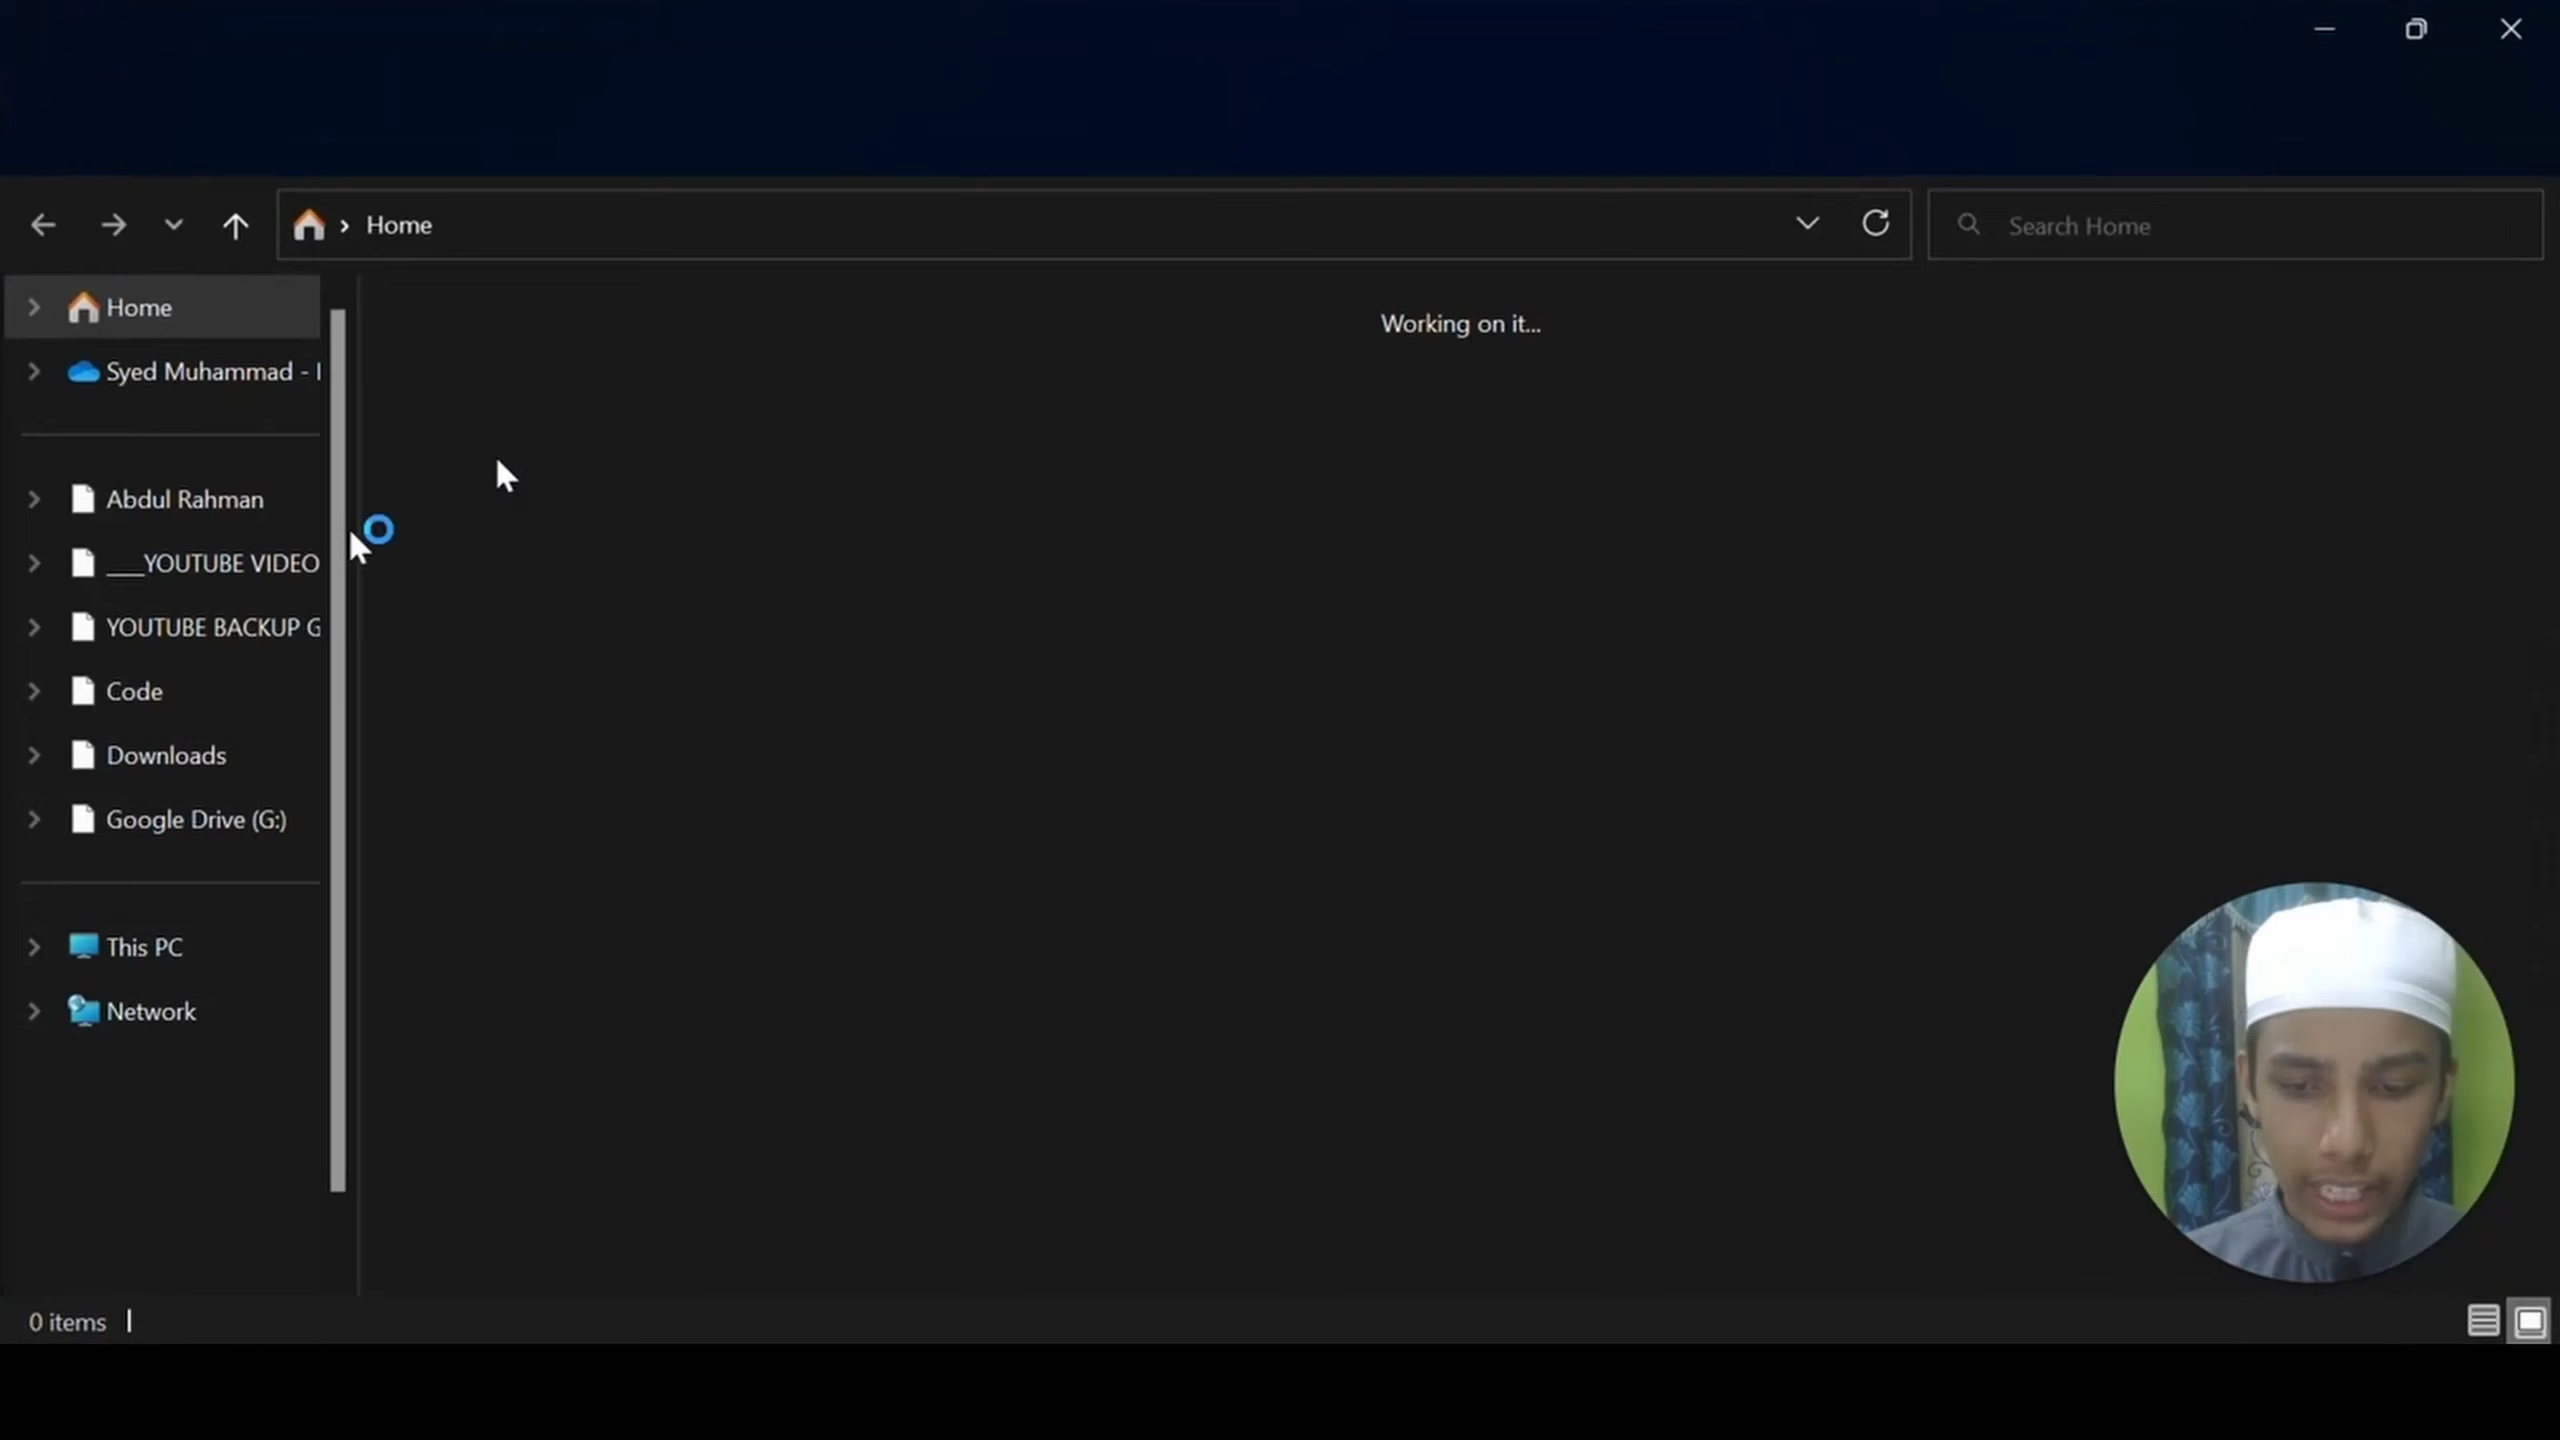 Home
Search Home
Home
Syed Muhammad -
Working on it...
Abdul Rahman
___YOUTUBE VIDEO
YOUTUBE BACKUP G
Code
Downloads
Google Drive (G:)
This PC
Network
0 items